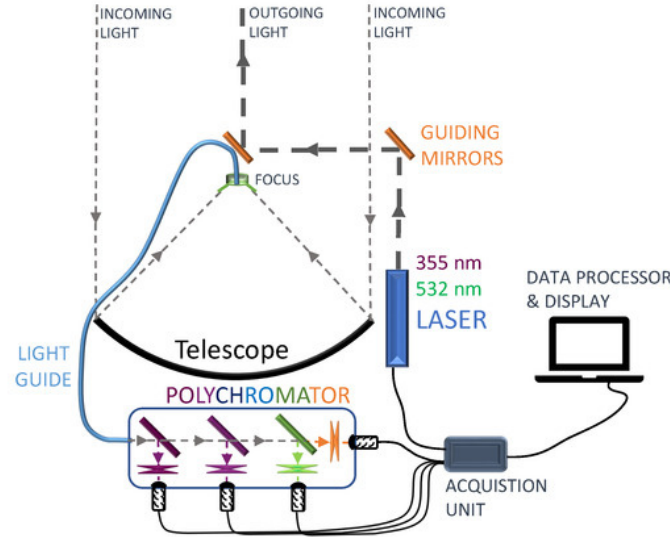 INCOMING
LIGHT
OUTGOING
LIGHT
INCOMING
LIGHT
GUIDING
MIRRORS
FOCUS
355 nm
532 nm
LASER
DATA PROCESSOR
& DISPLAY
Telescope
LIGHT
GUIDE
POLYCHROMATOR
ACQUISTION
UNIT